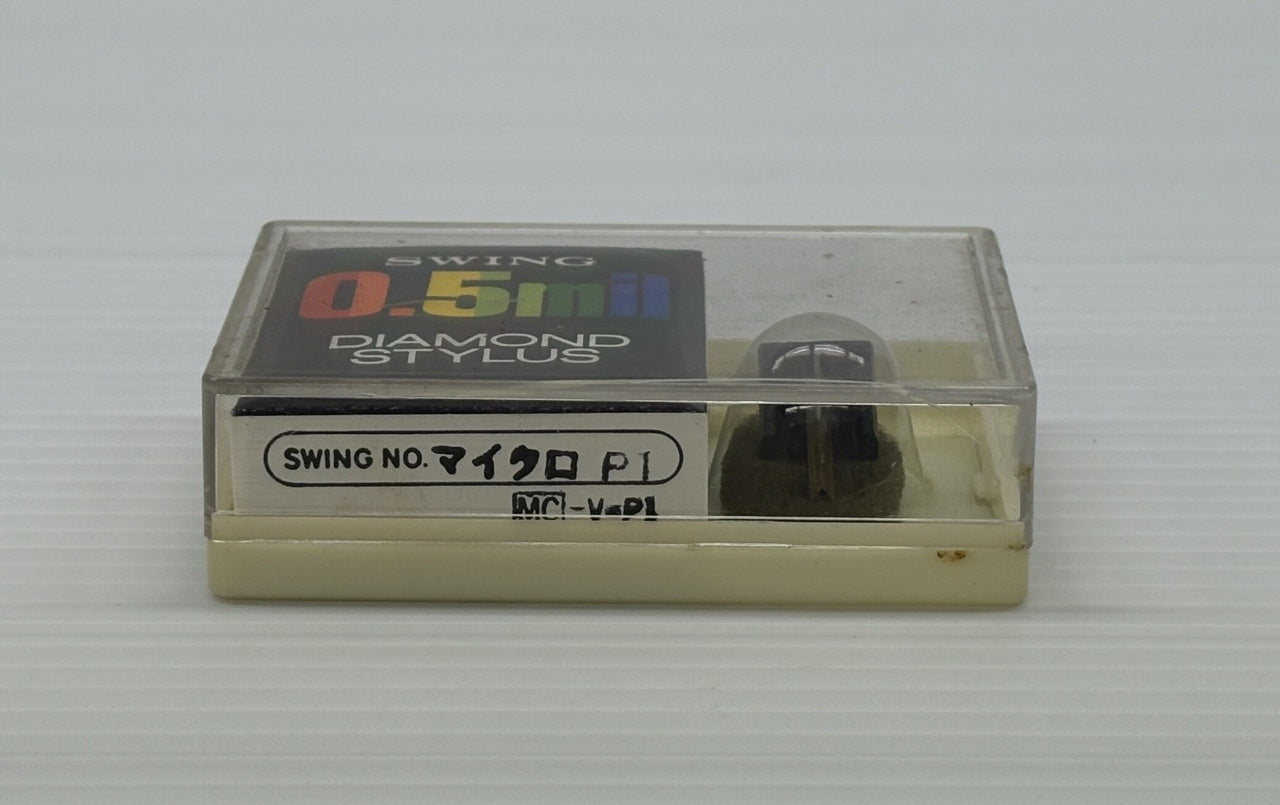 SWING
0.5mil
DIAMOND
STYLUS
SWING NO. マイクロ P1
MC-V-P1